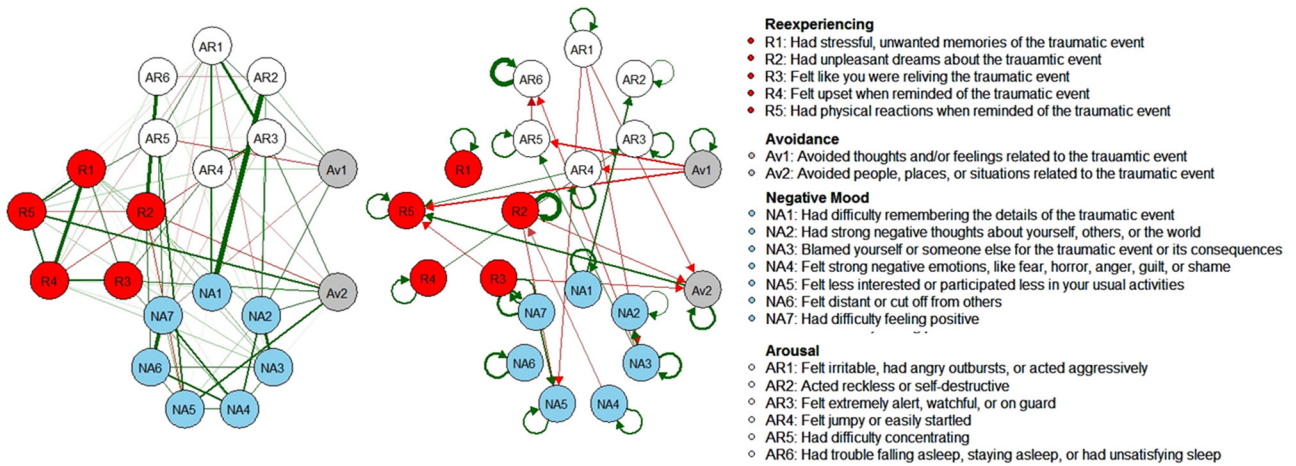 AR1
AR6
AR2
AR5
AR3
AR4
R1
Av1
R5
R2
R4
R3
NA1
Av2
NA7
NA2
NA6
NA3
NA5
NA4
AR1
AR6
AR2
AR5
AR3
R1
AR4
Av1
R5
R2
R4
R3
NA1
Av2
NA7
NA2
NA6
NA3
NA5
NA4
Reexperiencing
R1: Had stressful, unwanted memories of the traumatic event
R2: Had unpleasant dreams about the trauamtic event
R3: Felt like you were reliving the traumatic event
R4: Felt upset when reminded of the traumatic event
R5: Had physical reactions when reminded of the traumatic event
Avoidance
Av1: Avoided thoughts and/or feelings related to the trauamtic event
Av2: Avoided people, places, or situations related to the traumatic event
Negative Mood
NA1: Had difficulty remembering the details of the traumatic event
NA2: Had strong negative thoughts about yourself, others, or the world
NA3: Blamed yourself or someone else for the traumatic event or its consequences
NA4: Felt strong negative emotions, like fear, horror, anger, guilt, or shame
NA5: Felt less interested or participated less in your usual activities
NA6: Felt distant or cut off from others
NA7: Had difficulty feeling positive
Arousal
AR1: Felt irritable, had angry outbursts, or acted aggressively
AR2: Acted reckless or self-destructive
AR3: Felt extremely alert, watchful, or on guard
AR4: Felt jumpy or easily startled
AR5: Had difficulty concentrating
AR6: Had trouble falling asleep, staying asleep, or had unsatisfying sleep